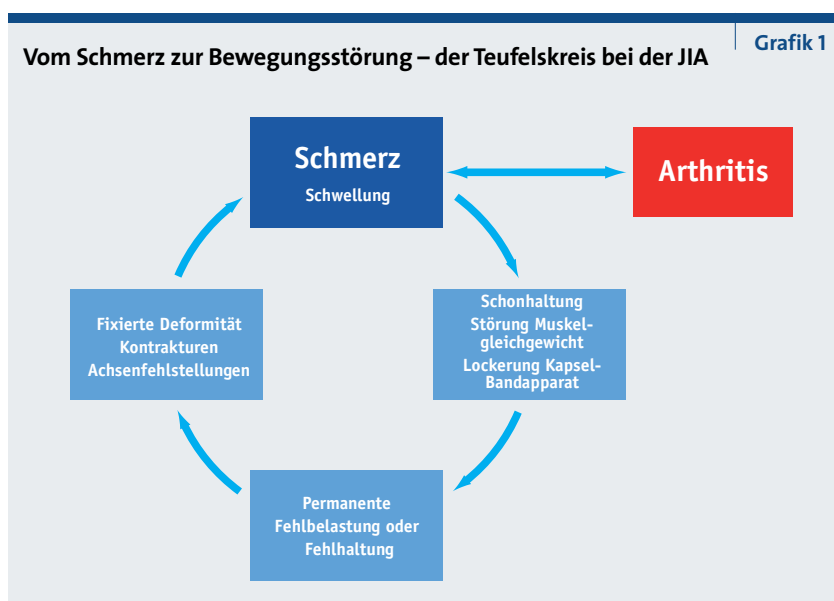 Grafik 1
Vom Schmerz zur Bewegungsstörung – der Teufelskreis bei der JIA
Schmerz
Schwellung
Arthritis
Schonhaltung
Störung Muskel-
gleichgewicht
Lockerung Kapsel-
Bandapparat
Permanente
Fehlbelastung oder
Fehlhaltung
Fixierte Deformität
Kontrakturen
Achsenfehlstellungen